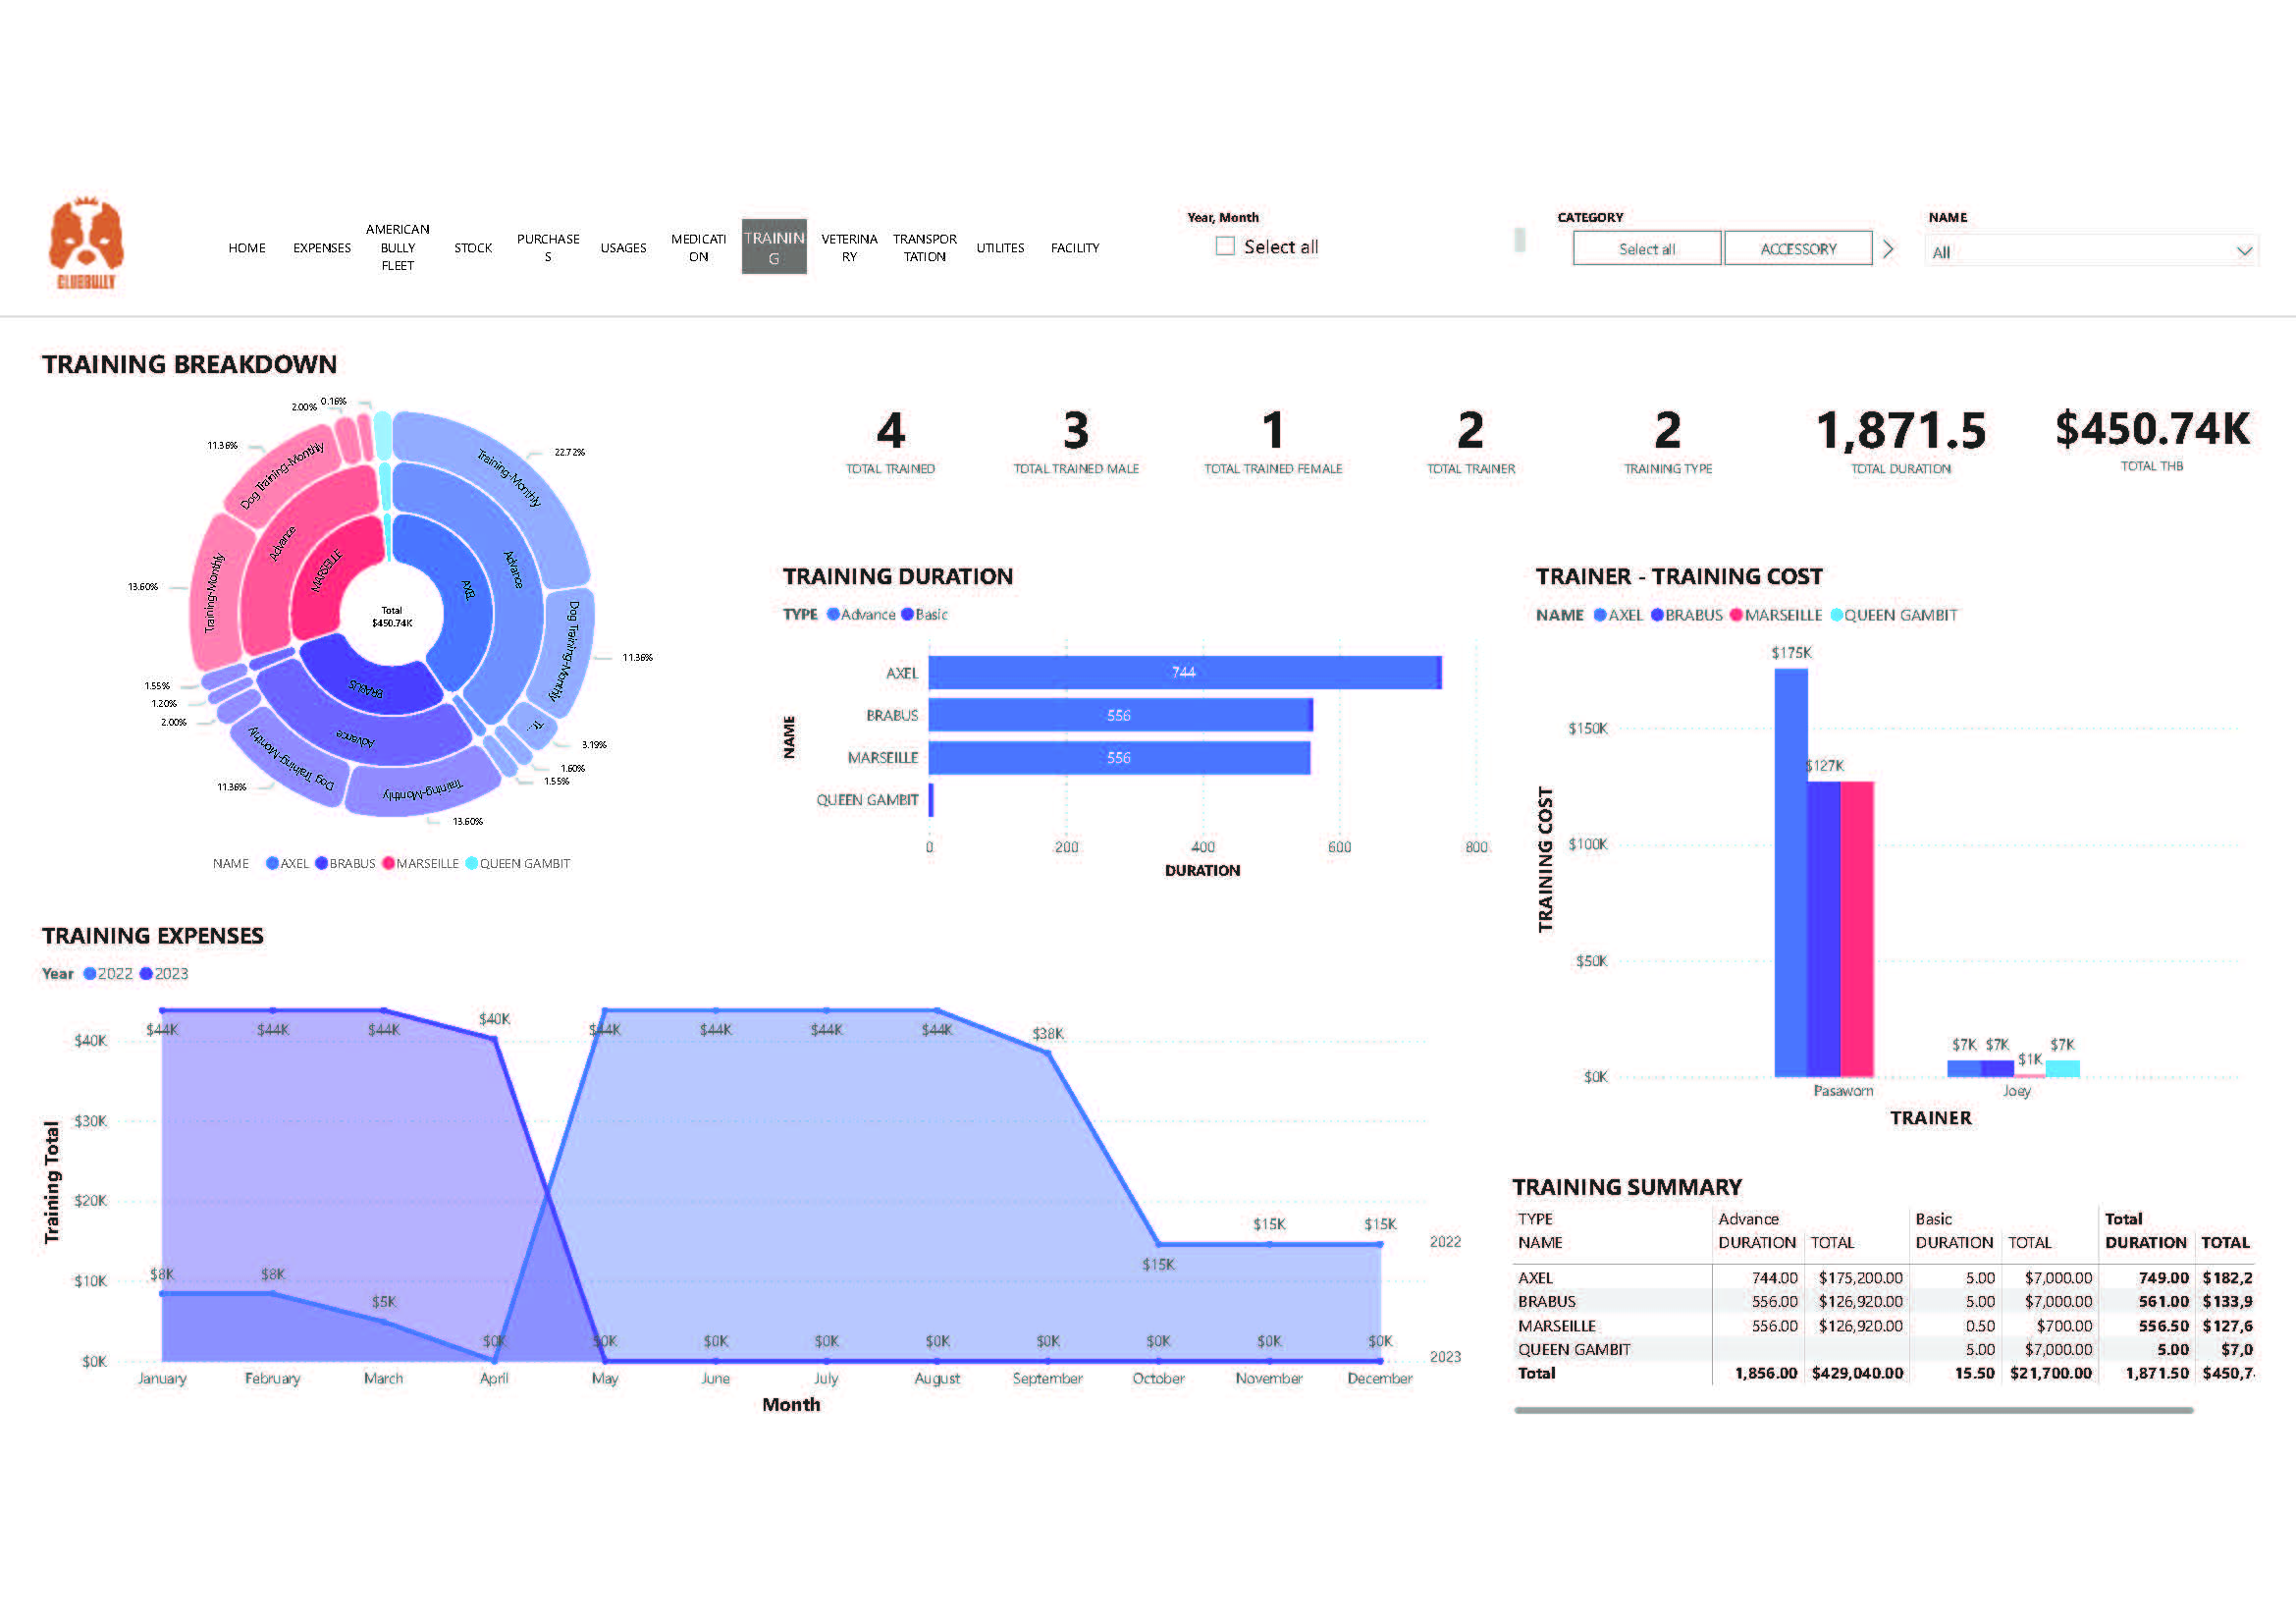 CLUBBULLY
HOME
EXPENSES
AMERICAN
BULLY
FLEET
STOCK
PURCHASE
S
USAGES
MEDICATI
ON
TRAININ
G
VETERINA
RY
TRANSPOR
TATION
UTILITES
FACILITY
Year, Month
Select all
CATEGORY
Select all
ACCESSORY
NAME
All
TRAINING BREAKDOWN
2.00%
0.16%
11.36%
22.72%
13.60%
11.36%
1.55%
1.20%
2.00%
3.19%
1.60%
1.55%
11.36%
13.60%
Training-Monthly
Dog Training-Monthly
Tr...
Training-Monthly
Dog Training-Monthly
Training-Monthly
Dog Training-Monthly
Advance
Advance
Advance
AXEL
BRABUS
MARSEILLE
Total
$450.74K
NAME AXEL BRABUS MARSEILLE QUEEN GAMBIT
4
TOTAL TRAINED
3
TOTAL TRAINED MALE
1
TOTAL TRAINED FEMALE
2
TOTAL TRAINER
2
TRAINING TYPE
1,871.5
TOTAL DURATION
$450.74K
TOTAL THB
TRAINING DURATION
TYPE Advance Basic
NAME
AXEL 744
BRABUS 556
MARSEILLE 556
QUEEN GAMBIT
0 200 400 600 800
DURATION
TRAINER - TRAINING COST
NAME AXEL BRABUS MARSEILLE QUEEN GAMBIT
TRAINING COST
$150K
$100K
$50K
$0K
$175K
$127K
$7K $7K $1K $7K
Pasaworn Joey
TRAINER
TRAINING EXPENSES
Year 2022 2023
Training Total
$40K
$30K
$20K
$10K
$0K
$44K $44K $44K $40K $44K $44K $44K $44K $38K
$15K $15K $15K
2022
$8K $8K $5K $0K
$0K $0K $0K $0K $0K $0K $0K $0K
2023
January February March April May June July August September October November December
Month
TRAINING SUMMARY
TYPE Advance Basic Total
NAME DURATION TOTAL DURATION TOTAL DURATION TOTAL
AXEL 744.00 $175,200.00 5.00 $7,000.00 749.00 $182,2
BRABUS 556.00 $126,920.00 5.00 $7,000.00 561.00 $133,9
MARSEILLE 556.00 $126,920.00 0.50 $700.00 556.50 $127,6
QUEEN GAMBIT 5.00 $7,000.00 5.00 $7,0
Total 1,856.00 $429,040.00 15.50 $21,700.00 1,871.50 $450,7